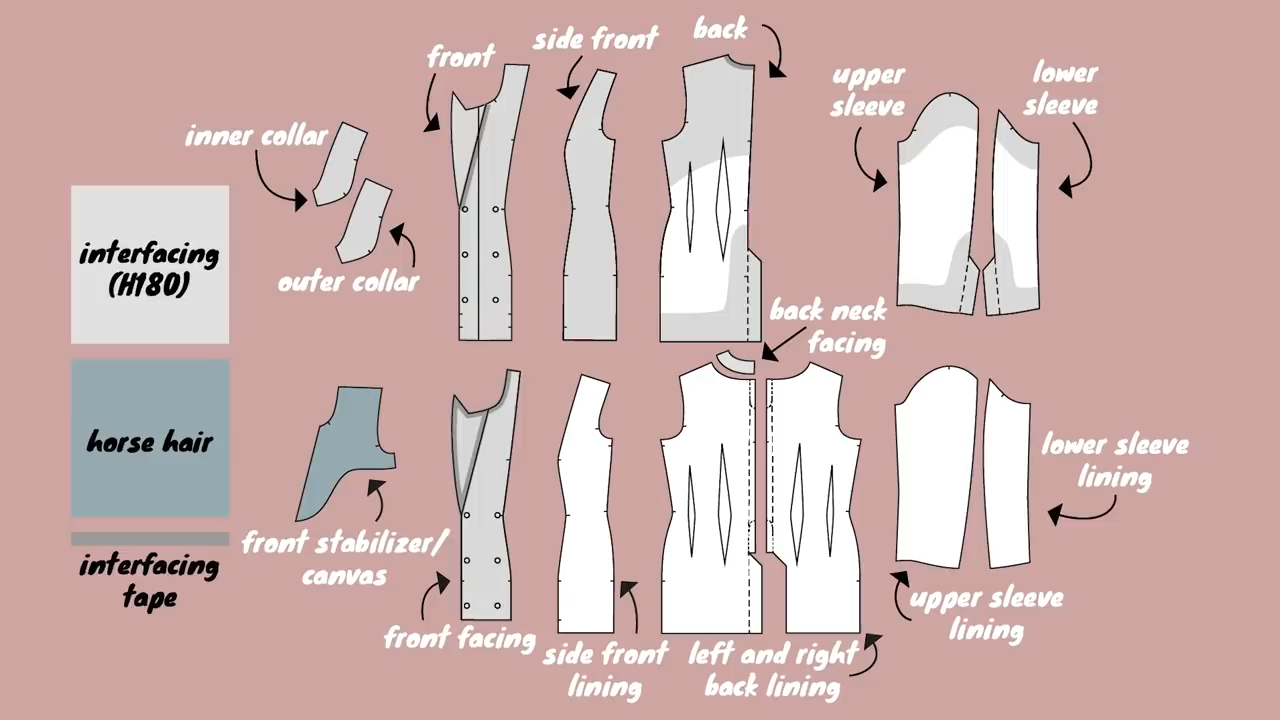 front
side front
back
upper
sleeve
lower
sleeve
inner collar
outer collar
interfacing
(H180)
back neck
facing
horse hair
front stabilizer/
canvas
interfacing
tape
front facing
side front
lining
left and right
back lining
upper sleeve
lining
lower sleeve
lining